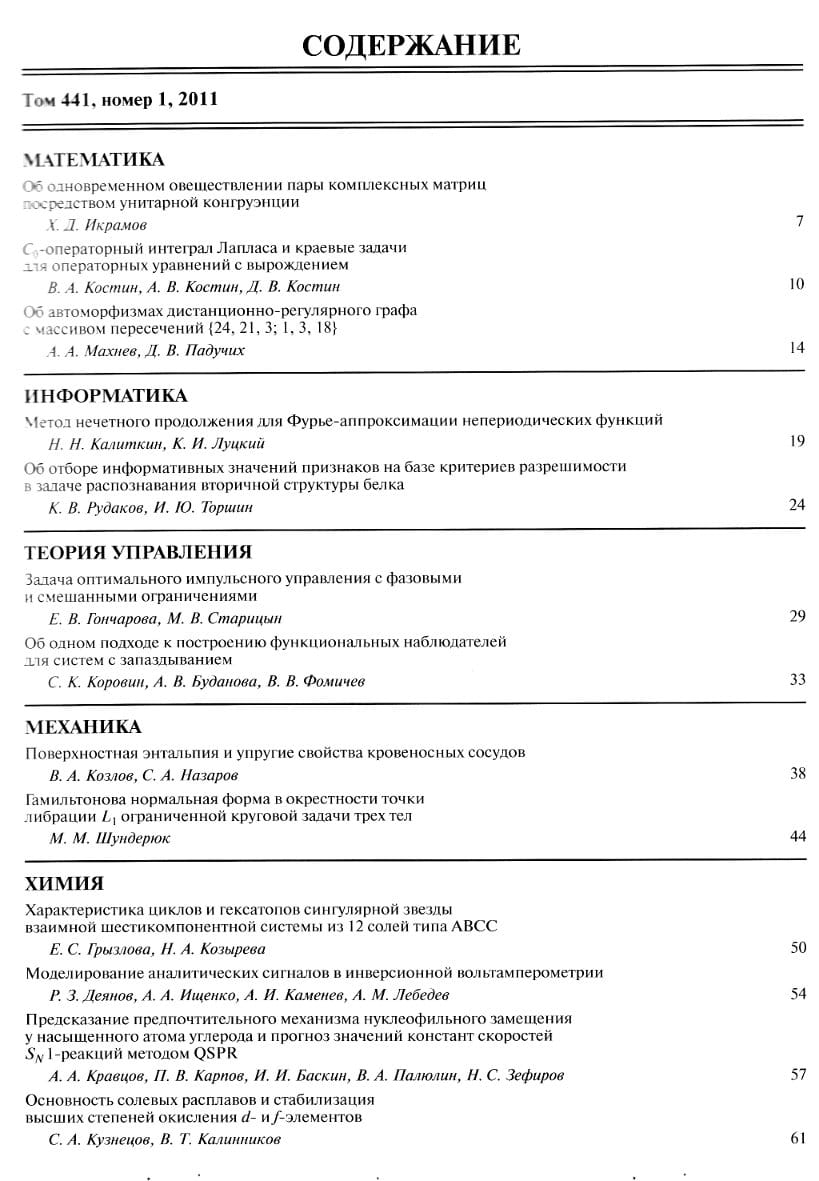 СОДЕРЖАНИЕ
Том 441, номер 1, 2011
МАТЕМАТИКА
Об одновременном овеществлении пары комплексных матриц
посредством унитарной конгруэнции
Х. Д. Икрамов 7
C₀-операторный интеграл Лапласа и краевые задачи
для операторных уравнений с вырождением
В. А. Костин, А. В. Костин, Д. В. Костин 10
Об автоморфизмах дистанционно-регулярного графа
с массивом пересечений {24, 21, 3; 1, 3, 18}
А. А. Махнев, Д. В. Падучих 14
ИНФОРМАТИКА
Метод нечетного продолжения для Фурье-аппроксимации непериодических функций
Н. Н. Калиткин, К. И. Луцкий 19
Об отборе информативных значений признаков на базе критериев разрешимости
в задаче распознавания вторичной структуры белка
К. В. Рудаков, И. Ю. Торшин 24
ТЕОРИЯ УПРАВЛЕНИЯ
Задача оптимального импульсного управления с фазовыми
и смешанными ограничениями
Е. В. Гончарова, М. В. Старицын 29
Об одном подходе к построению функциональных наблюдателей
для систем с запаздыванием
С. К. Коровин, А. В. Буданова, В. В. Фомичев 33
МЕХАНИКА
Поверхностная энтальпия и упругие свойства кровеносных сосудов
В. А. Козлов, С. А. Назаров 38
Гамильтонова нормальная форма в окрестности точки
либрации L₁ ограниченной круговой задачи трех тел
М. М. Шундерюк 44
ХИМИЯ
Характеристика циклов и гексатопов сингулярной звезды
взаимной шестикомпонентной системы из 12 солей типа АВСС
Е. С. Грызлова, Н. А. Козырева 50
Моделирование аналитических сигналов в инверсионной вольтамперометрии
Р. З. Деянов, А. А. Ищенко, А. И. Каменев, А. М. Лебедев 54
Предсказание предпочтительного механизма нуклеофильного замещения
у насыщенного атома углерода и прогноз значений констант скоростей
S_N 1-реакций методом QSPR
А. А. Кравцов, П. В. Карпов, И. И. Баскин, В. А. Палюлин, Н. С. Зефиров 57
Основность солевых расплавов и стабилизация
высших степеней окисления d- и f-элементов
С. А. Кузнецов, В. Т. Калинников 61